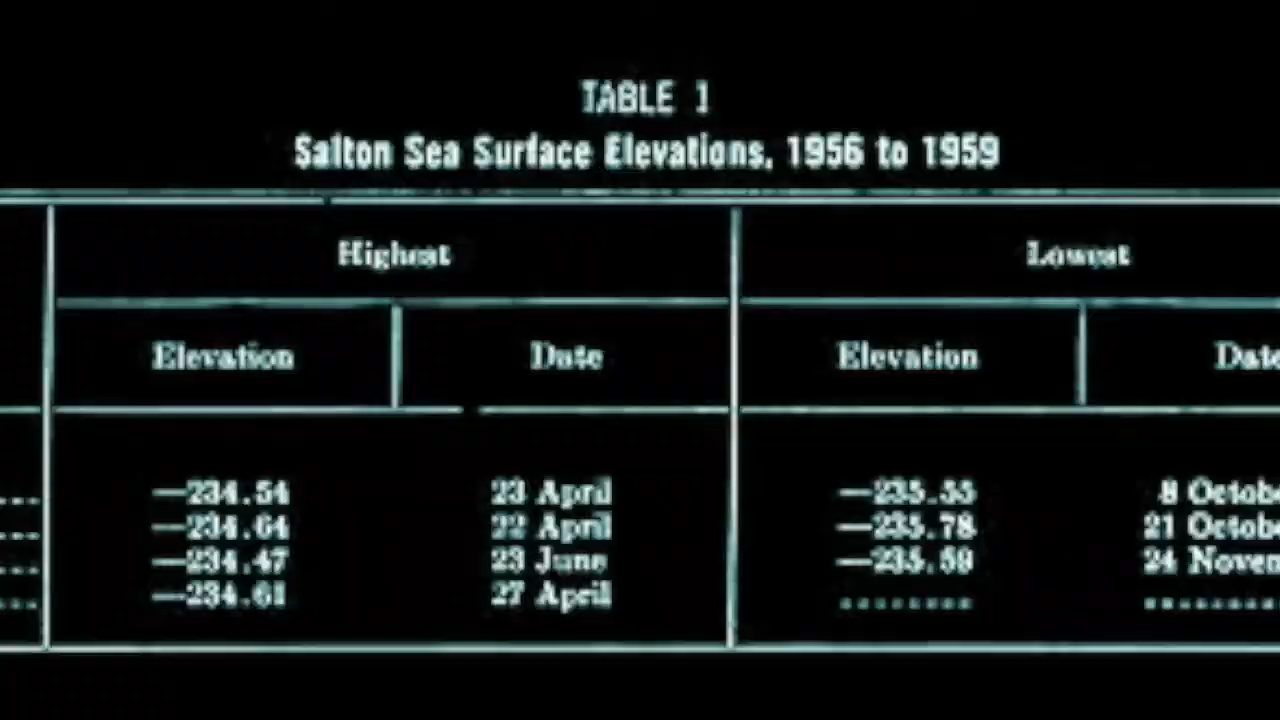 TABLE 1
Salton Sea Surface Elevations, 1956 to 1959
Highest Lowest
Elevation Date Elevation Date
—234.54 23 April —235.55 8 Octobe
—234.64 22 April —235.78 21 Octobe
—234.47 23 June —235.59 24 Novem
—234.61 27 April